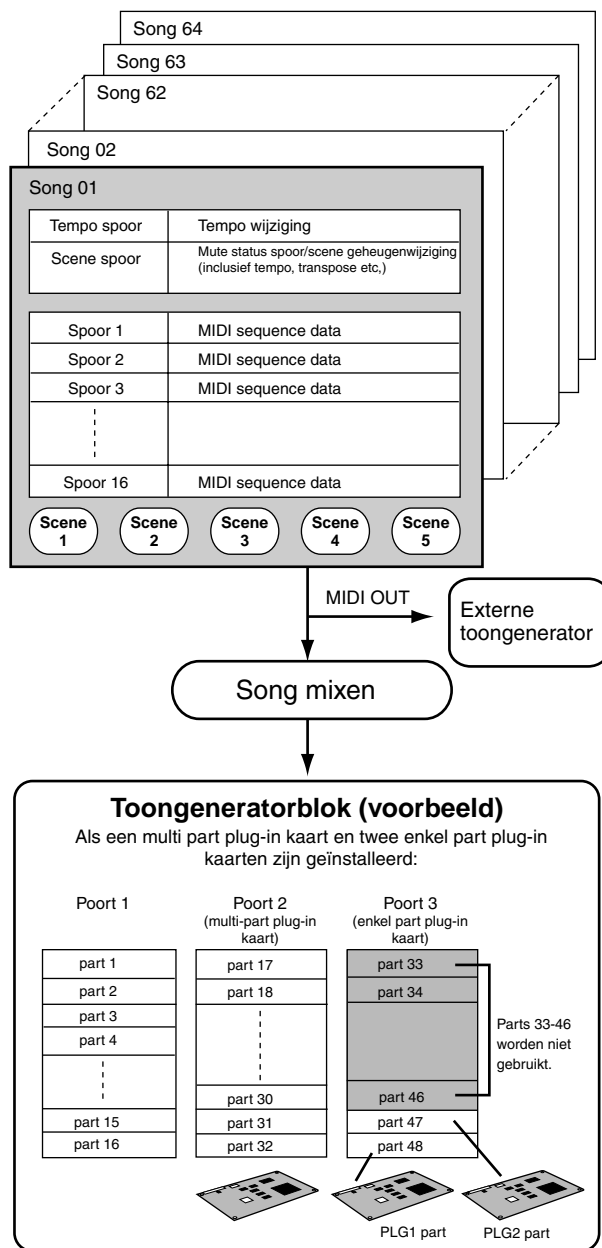 Song 64
Song 63
Song 62
Song 02
Song 01
Tempo spoor
Tempo wijziging
Scene spoor
Mute status spoor/scene geheugenwijziging
(inclusief tempo, transpose etc,)
Spoor 1
MIDI sequence data
Spoor 2
MIDI sequence data
Spoor 3
MIDI sequence data
Spoor 16
MIDI sequence data
Scene
1
Scene
2
Scene
3
Scene
4
Scene
5
MIDI OUT
Externe
toongenerator
Song mixen
Toongeneratorblok (voorbeeld)
Als een multi part plug-in kaart en twee enkel part plug-in
kaarten zijn geïnstalleerd:
Poort 1
Poort 2
(multi-part plug-in
kaart)
Poort 3
(enkel part plug-in
kaart)
part 1
part 2
part 3
part 4
part 15
part 16
part 17
part 18
part 30
part 31
part 32
part 33
part 34
part 46
part 47
part 48
Parts 33-46
worden niet
gebruikt.
PLG1 part
PLG2 part